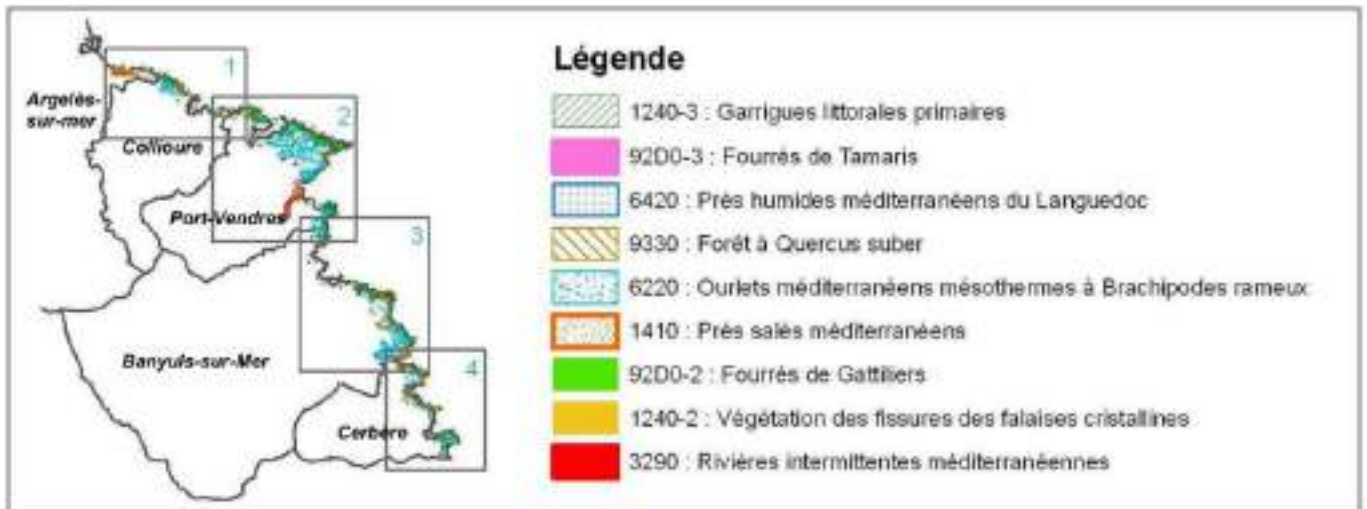 Légende
1240-3 : Garrigues littorales primaires
92D0-3 : Fourrés de Tamaris
6420 : Prés humides méditerranéens du Languedoc
9330 : Forêt à Quercus suber
6220 : Ourlets méditerranéens mésothermes à Brachipodes rameux
1410 : Prés salés méditerranéens
92D0-2 : Fourrés de Gattiliers
1240-2 : Végétation des fissures des falaises cristallines
3290 : Rivières intermittentes méditerranéennes
1
Argelès-
sur-mer
2
Collioure
Port-Vendres
3
Banyuls-sur-Mer
4
Cerbère